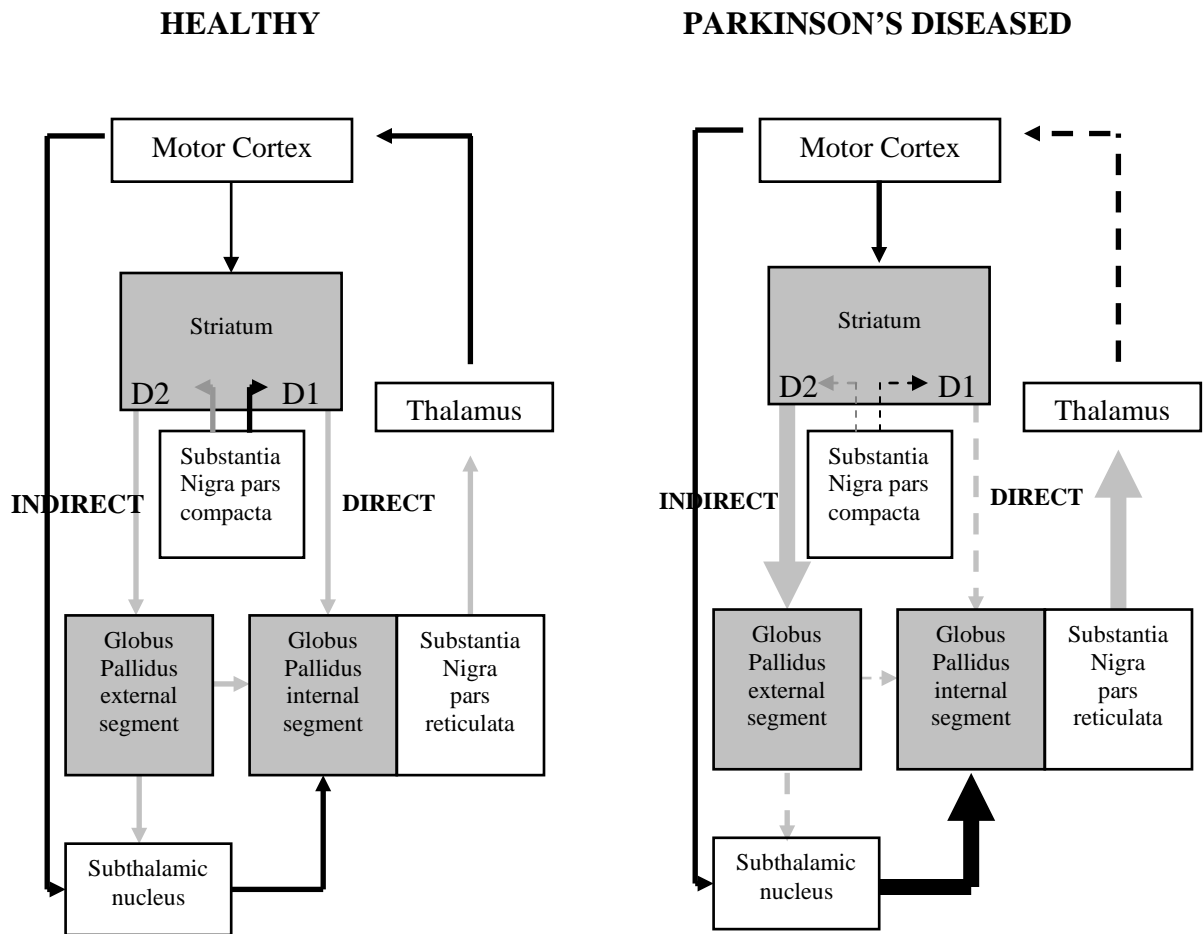 HEALTHY
Motor Cortex
Striatum
D2
D1
Thalamus
Substantia
Nigra pars
compacta
INDIRECT
DIRECT
Globus
Pallidus
external
segment
Globus
Pallidus
internal
segment
Substantia
Nigra
pars
reticulata
Subthalamic
nucleus
PARKINSON'S DISEASED
Motor Cortex
Striatum
D2
D1
Thalamus
Substantia
Nigra pars
compacta
INDIRECT
DIRECT
Globus
Pallidus
external
segment
Globus
Pallidus
internal
segment
Substantia
Nigra
pars
reticulata
Subthalamic
nucleus